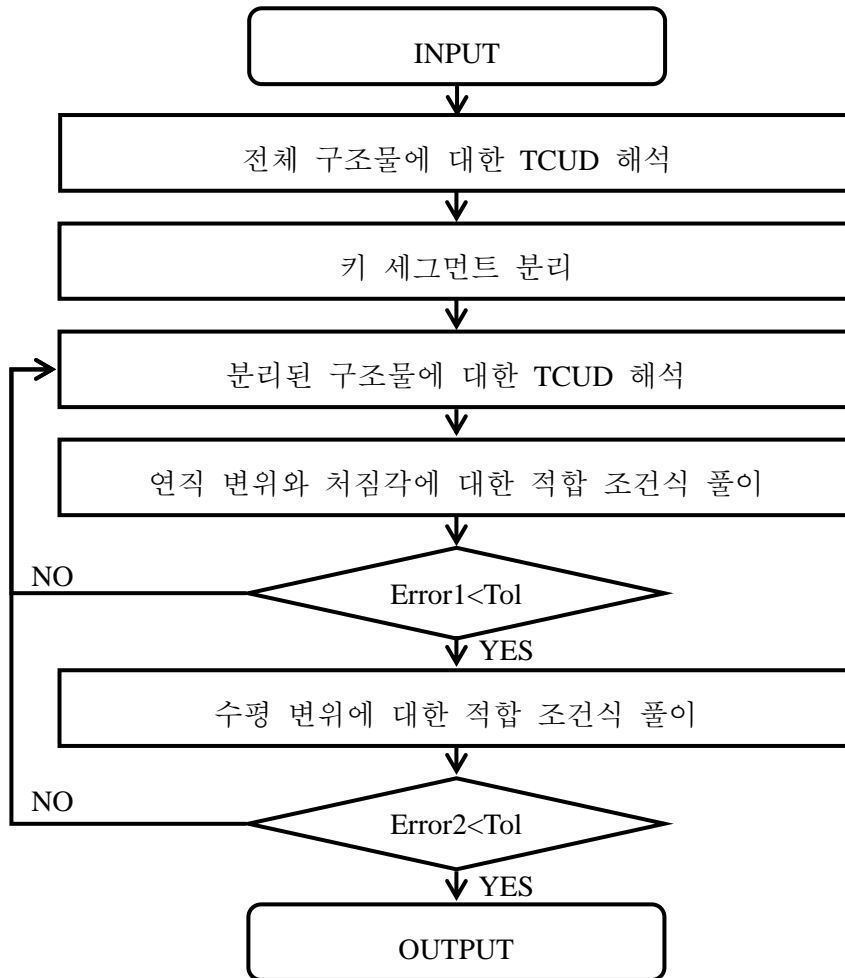 INPUT
전체 구조물에 대한 TCUD 해석
키 세그먼트 분리
분리된 구조물에 대한 TCUD 해석
연직 변위와 처짐각에 대한 적합 조건식 풀이
NO
Error1<Tol
YES
수평 변위에 대한 적합 조건식 풀이
NO
Error2<Tol
YES
OUTPUT